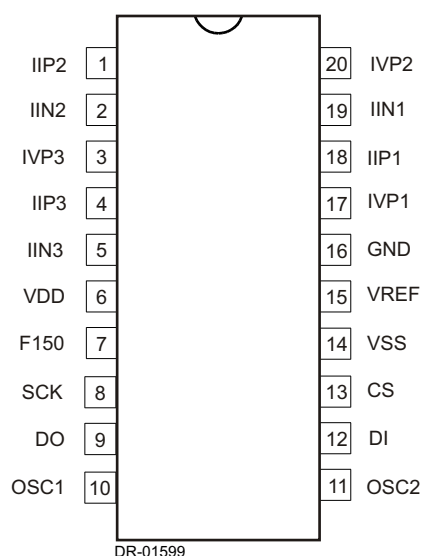 IIP2 1 20 IVP2
IIN2 2 19 IIN1
IVP3 3 18 IIP1
IIP3 4 17 IVP1
IIN3 5 16 GND
VDD 6 15 VREF
F150 7 14 VSS
SCK 8 13 CS
DO 9 12 DI
OSC1 10 11 OSC2
DR-01599